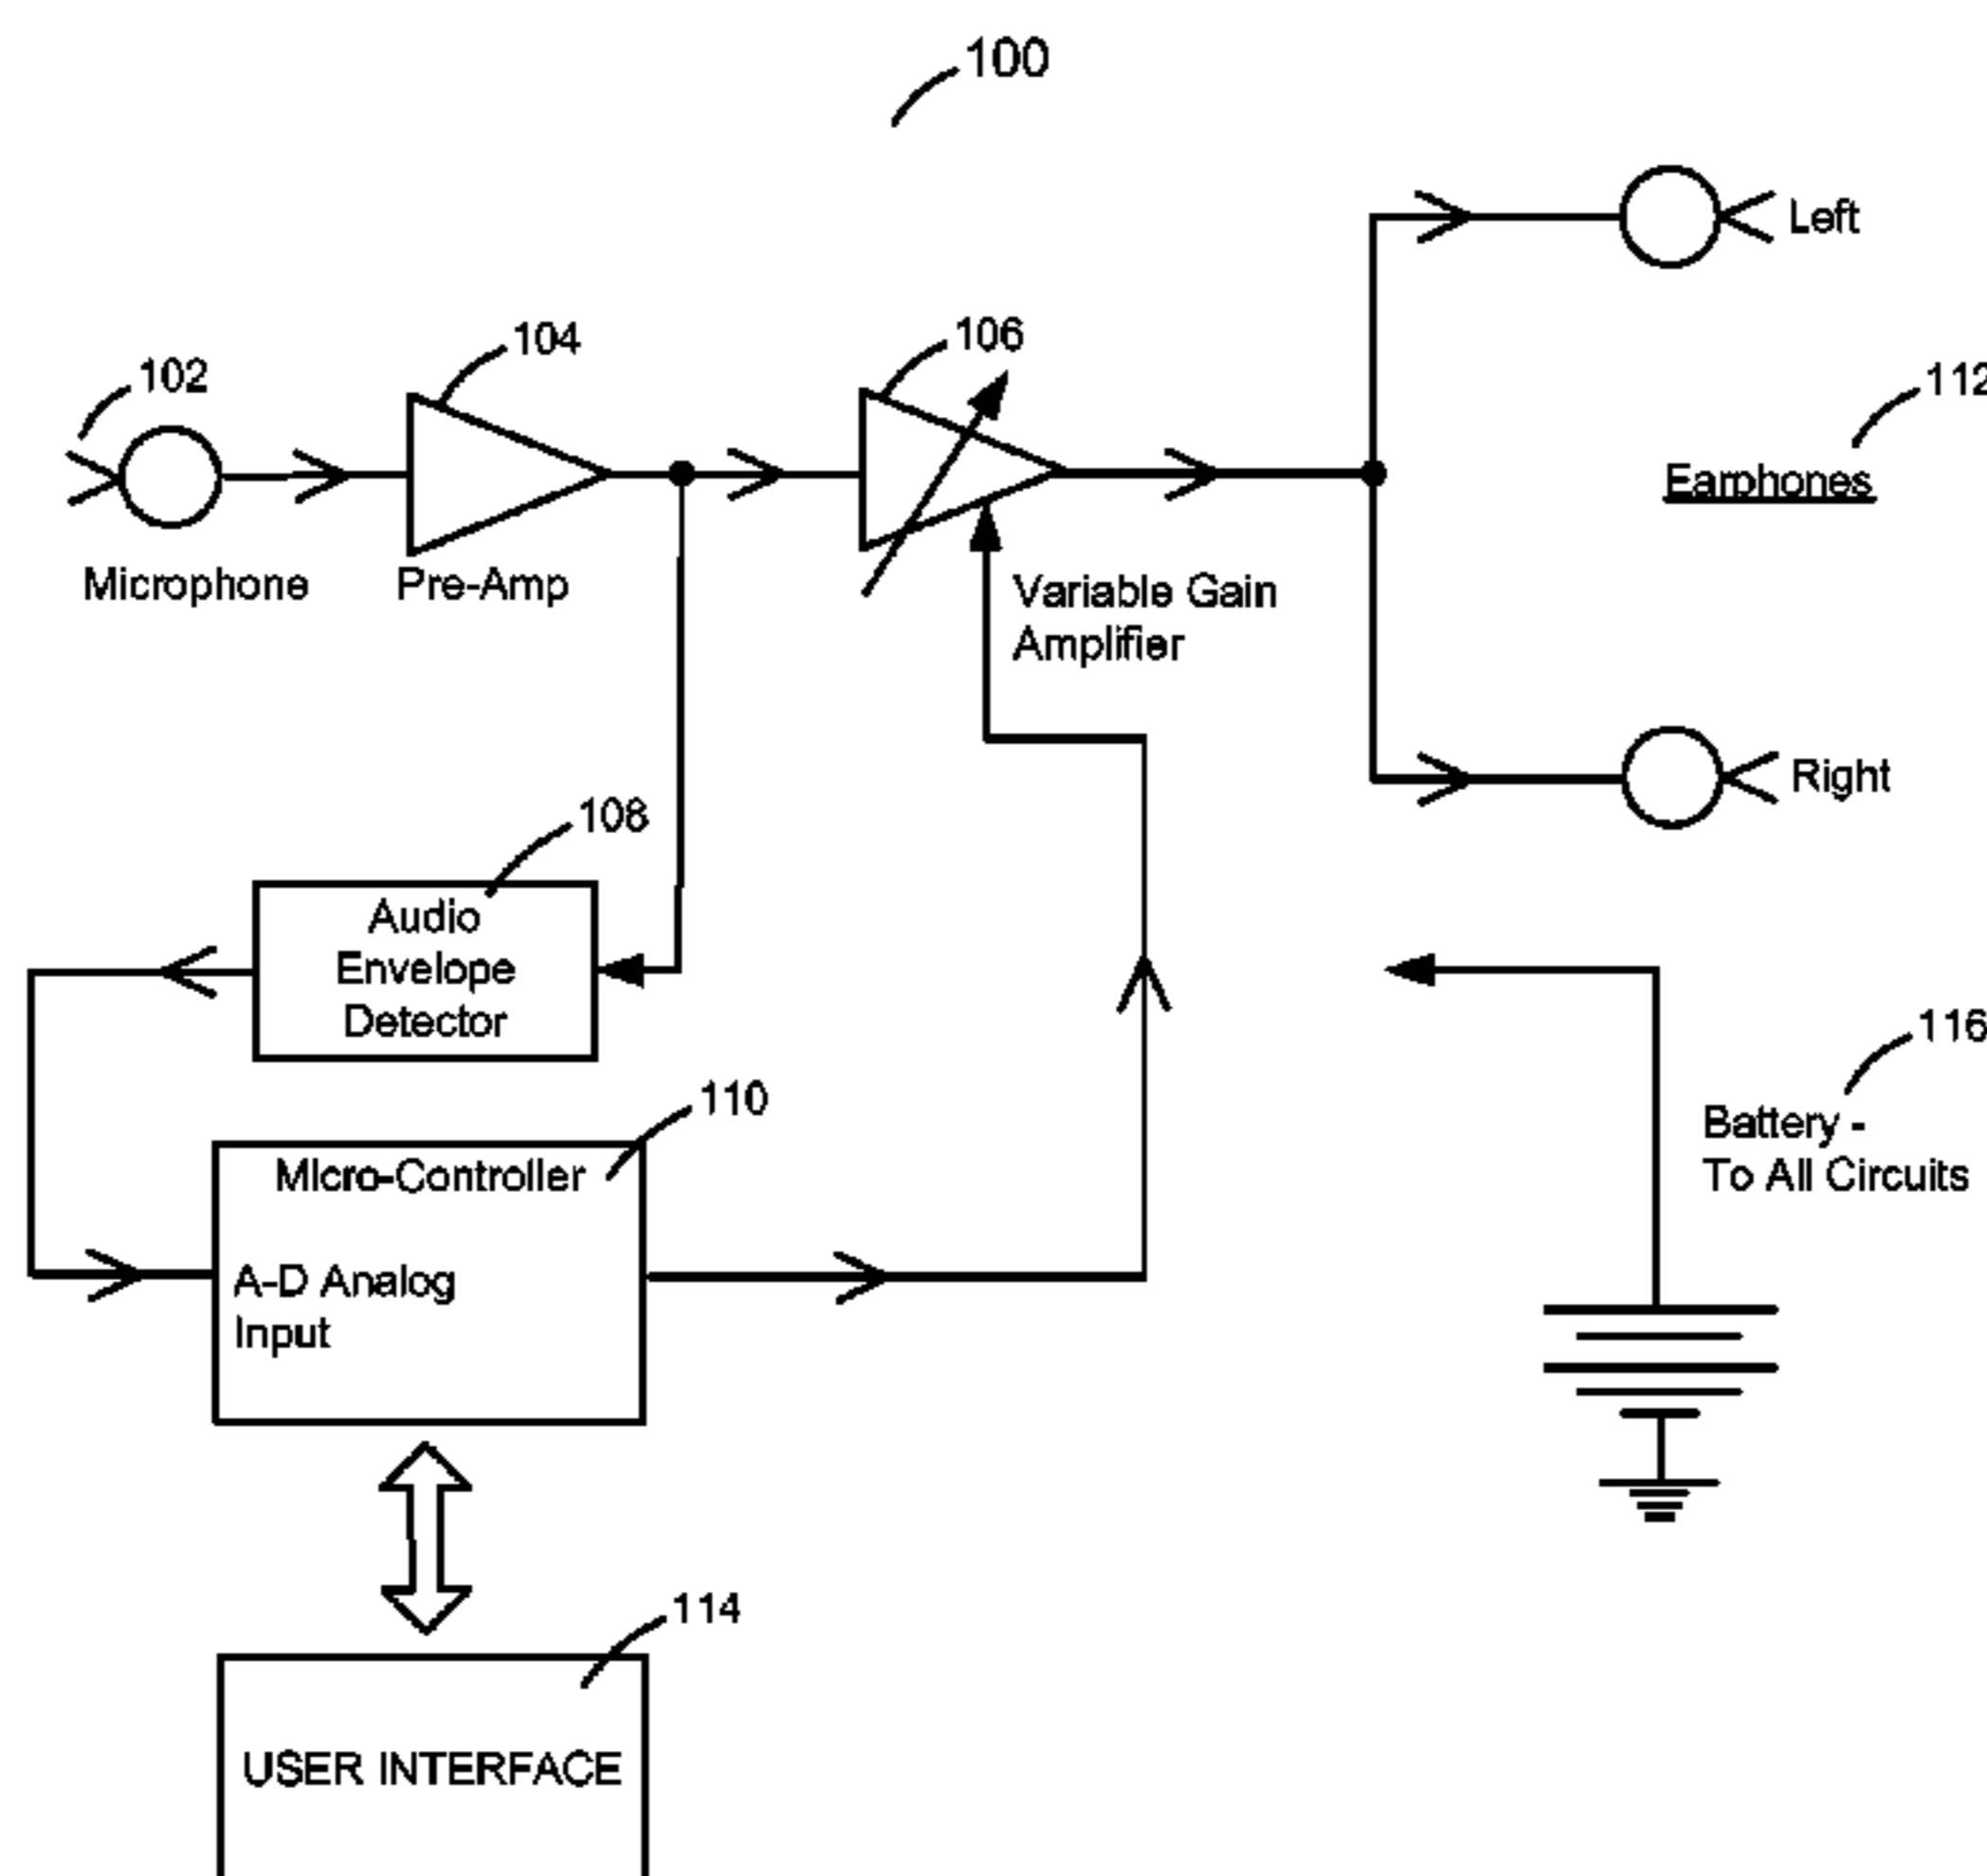 100
Left
102
104
106
112
Earphones
Microphone
Pre-Amp
Variable Gain
Amplifier
Right
108
Audio
Envelope
Detector
116
Battery -
To All Circuits
110
MIcro-Controller
A-D Analog
Input
114
USER INTERFACE